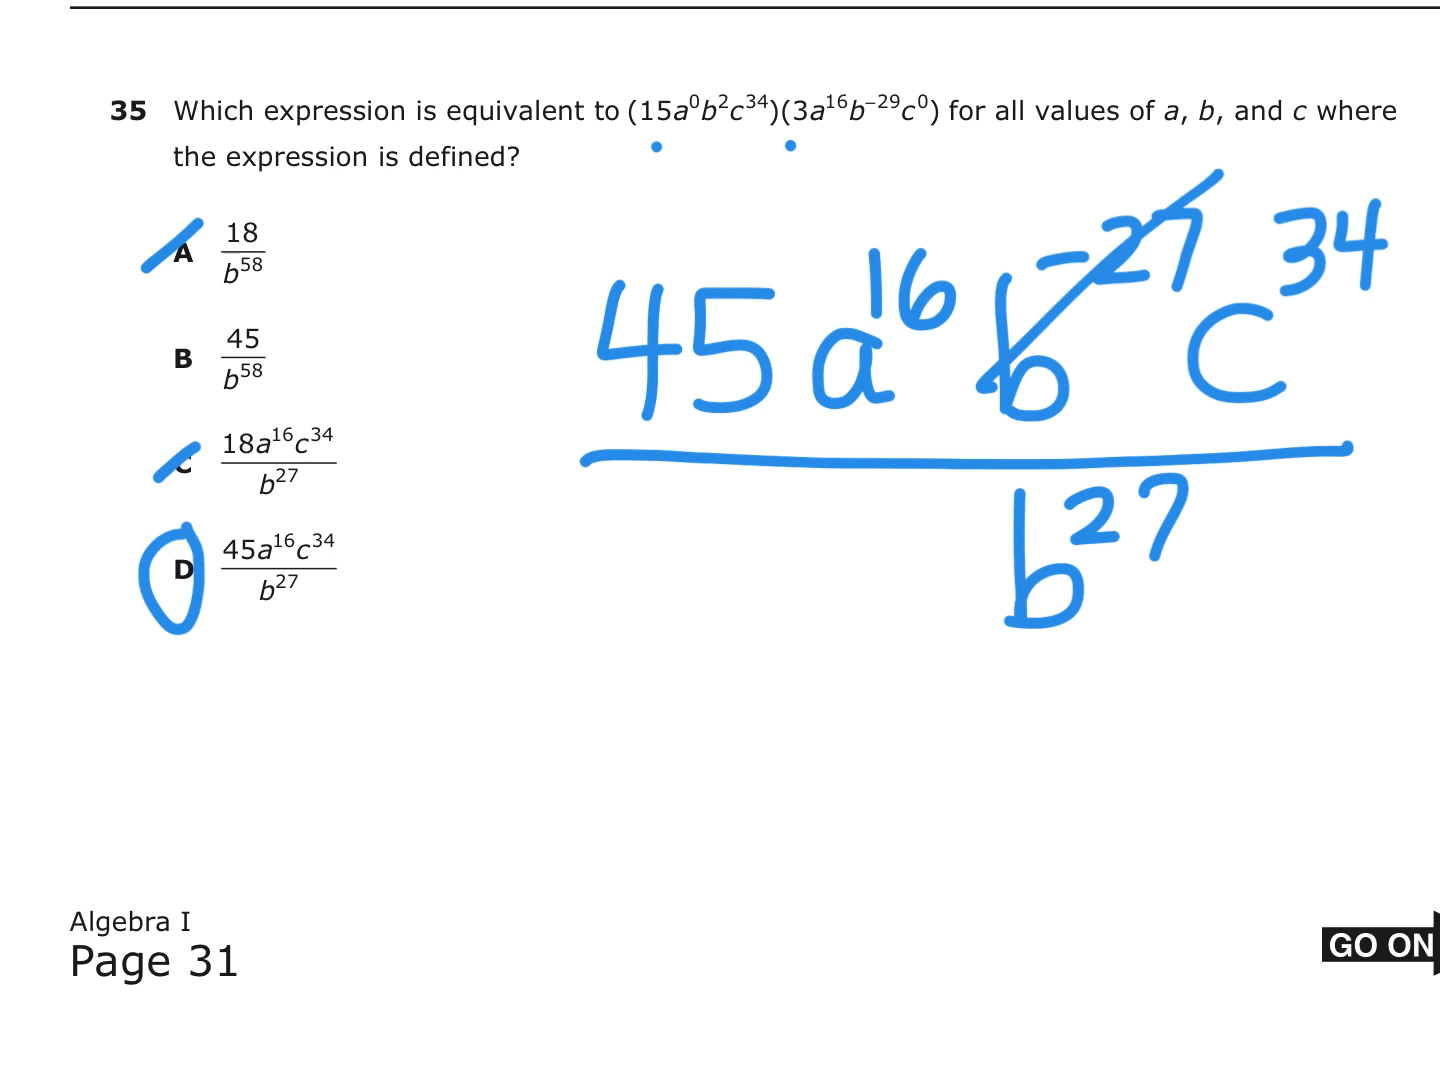 35 Which expression is equivalent to (15a⁰b²c³⁴)(3a¹⁶b⁻²⁹c⁰) for all values of a, b, and c where
the expression is defined?
A 18/b⁵⁸
B 45/b⁵⁸
C 18a¹⁶c³⁴/b²⁷
D 45a¹⁶c³⁴/b²⁷
45a¹⁶b⁻²⁷c³⁴
b²⁷
Algebra I
Page 31
GO ON